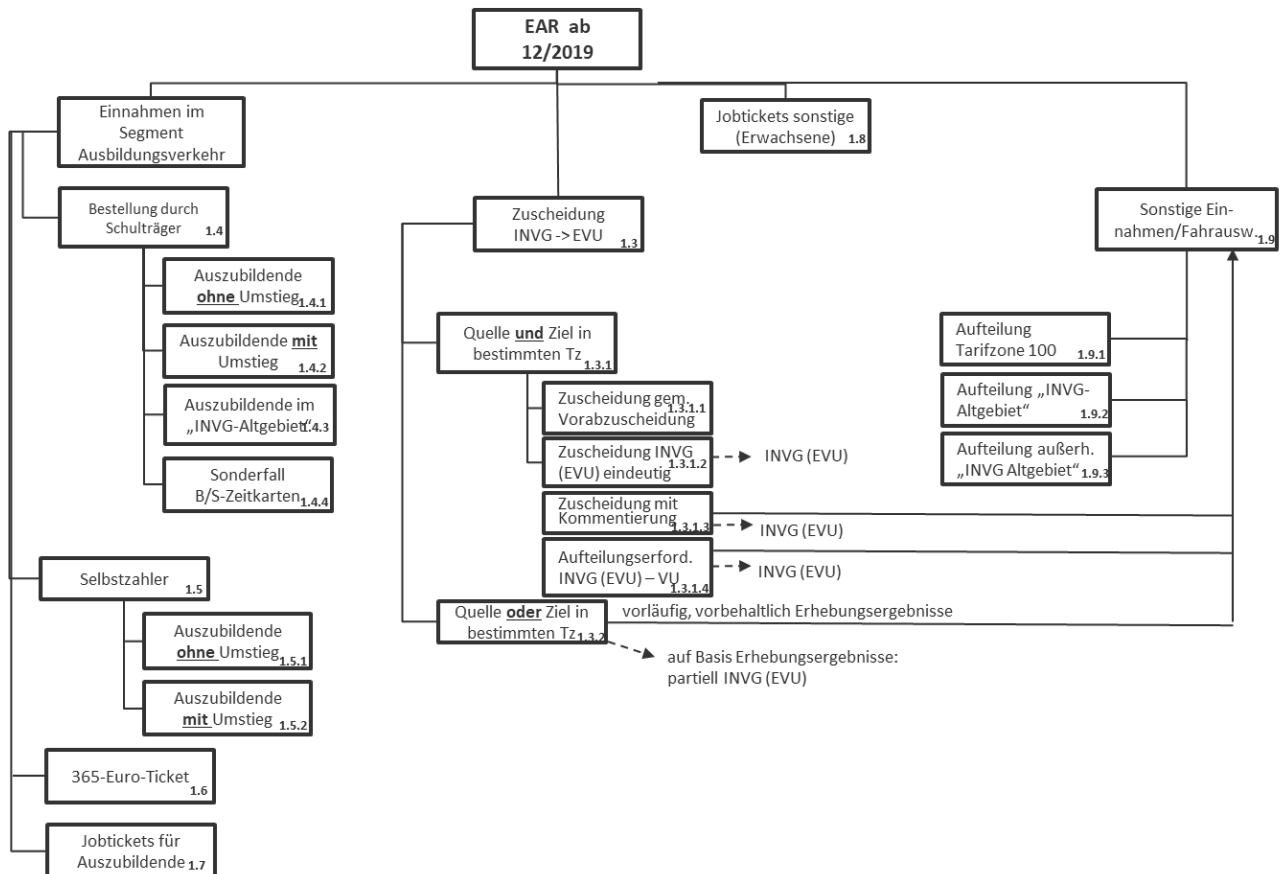 EAR ab
12/2019
Einnahmen im
Segment
Ausbildungsverkehr
Bestellung durch
Schulträger 1.4
Auszubildende
ohne Umstieg 1.4.1
Auszubildende mit
Umstieg 1.4.2
Auszubildende im
„INVG-Altgebiet“ 1.4.3
Sonderfall
B/S-Zeitkarten 1.4.4
Selbstzahler
1.5
Auszubildende
ohne Umstieg 1.5.1
Auszubildende
mit Umstieg 1.5.2
365-Euro-Ticket
1.6
Jobtickets für
Auszubildende 1.7
Zuscheidung
INVG -> EVU
1.3
Quelle und Ziel in
bestimmten Tz
1.3.1
Zuscheidung gem.
1.3.1.1
Vorabzuscheidung
Zuscheidung INVG
(EVU) eindeutig 1.3.1.2
INVG (EVU)
Zuscheidung mit
Kommentierung
1.3.1.3
INVG (EVU)
Aufteilungserford.
INVG (EVU) – VU
1.3.1.4
INVG (EVU)
Quelle oder Ziel in
bestimmten Tz 1.3.2
vorläufig, vorbehaltlich Erhebungsergebnisse
auf Basis Erhebungsergebnisse:
partiell INVG (EVU)
Jobtickets sonstige
(Erwachsene) 1.8
Sonstige Ein-
nahmen/Fahrausw. 1.9
Aufteilung
Tarifzone 100 1.9.1
Aufteilung „INVG-
Altgebiet“ 1.9.2
Aufteilung außerh.
„INVG Altgebiet“ 1.9.3